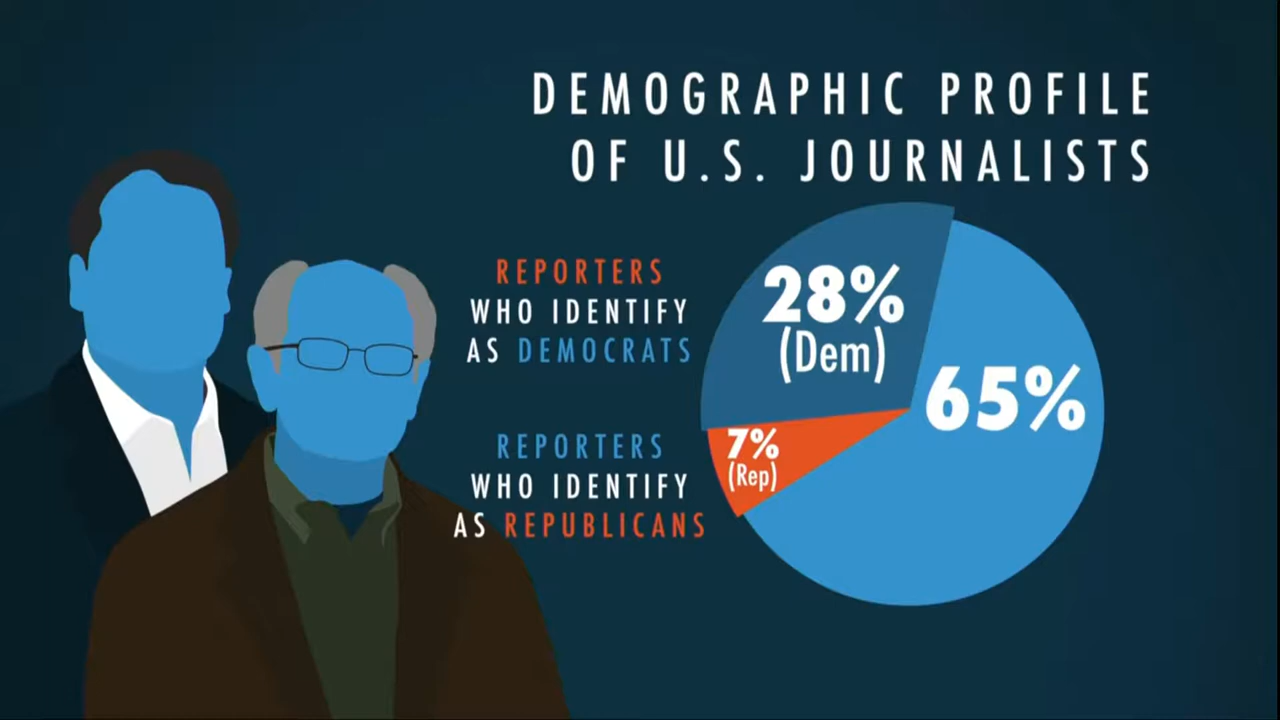 DEMOGRAPHIC PROFILE
OF U.S. JOURNALISTS
REPORTERS
WHO IDENTIFY
AS DEMOCRATS
28%
(Dem)
65%
REPORTERS
WHO IDENTIFY
AS REPUBLICANS
7%
(Rep)